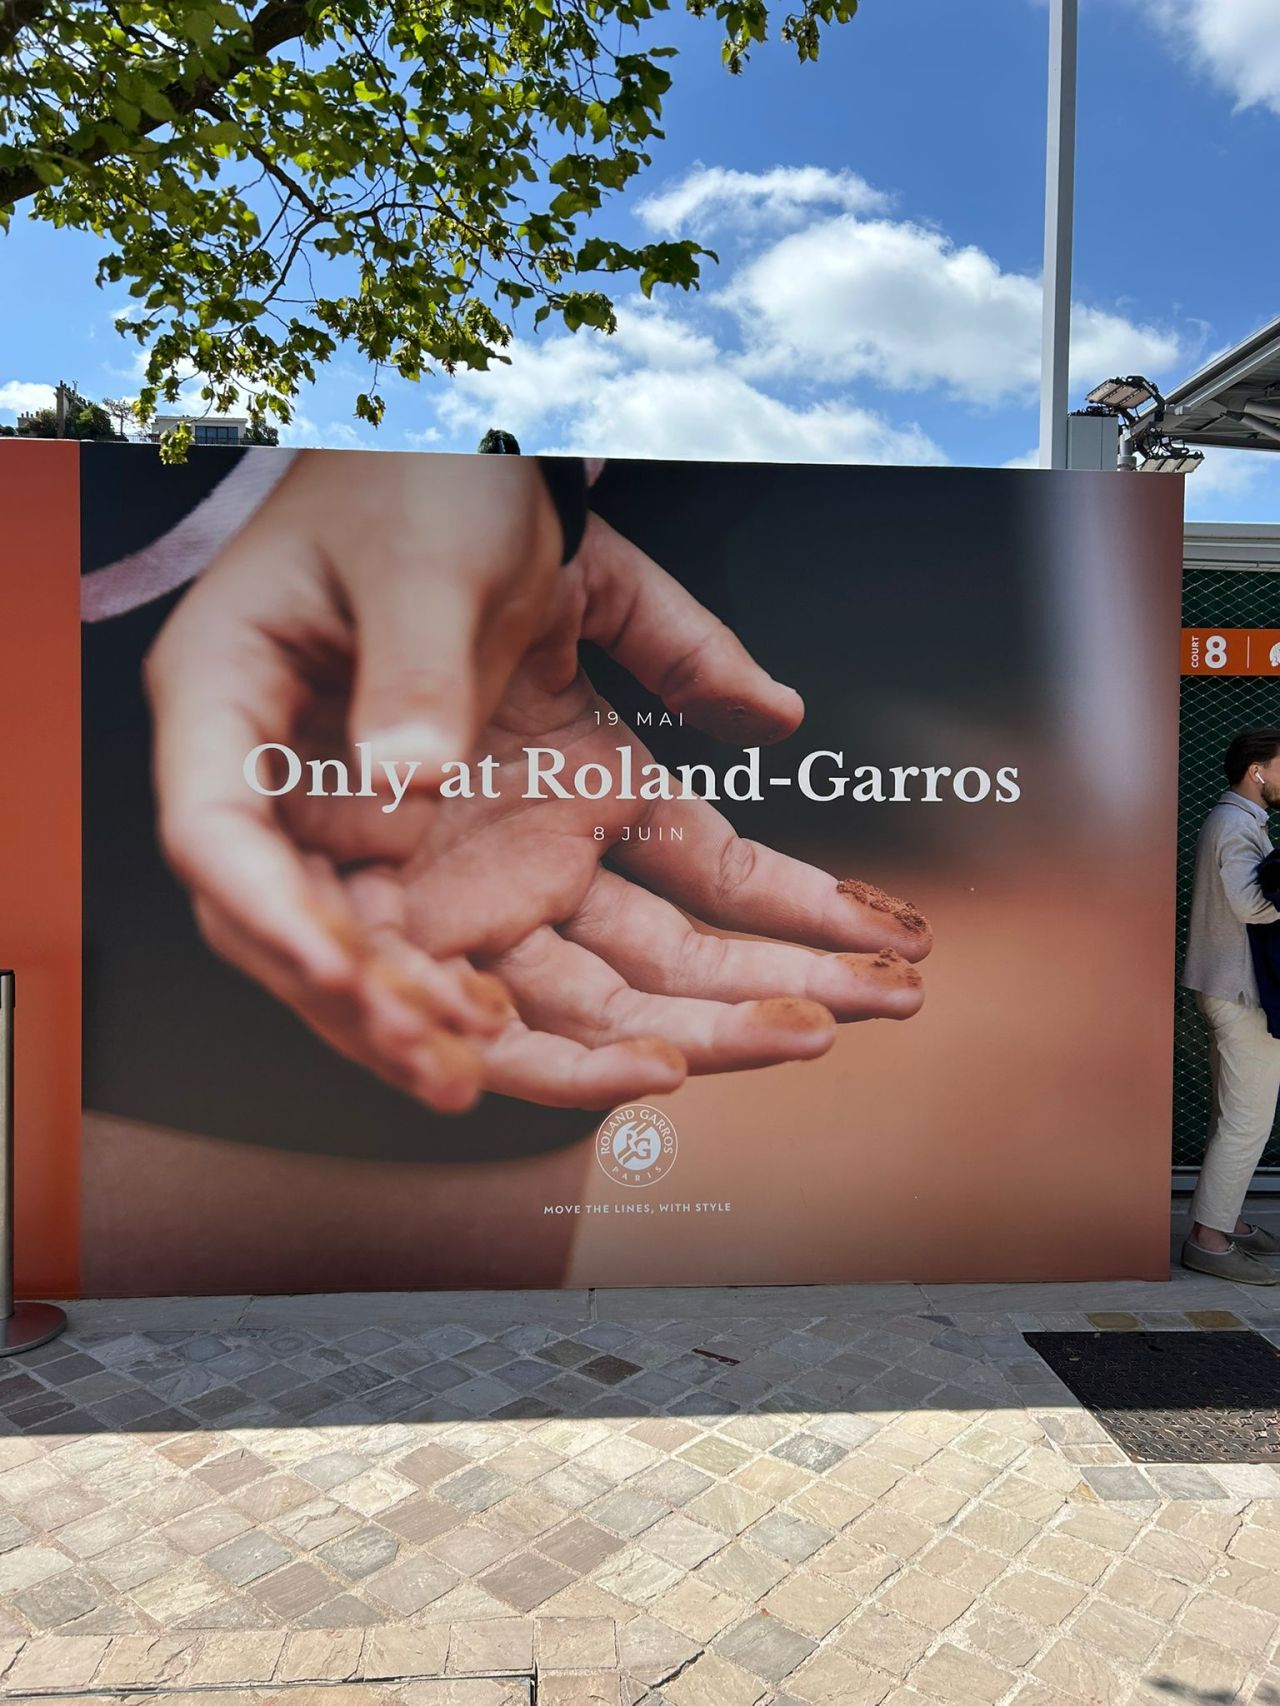 19 MAI
Only at Roland-Garros
8 JUIN
ROLAND GARROS
RG
PARIS
MOVE THE LINES, WITH STYLE
COURT 8